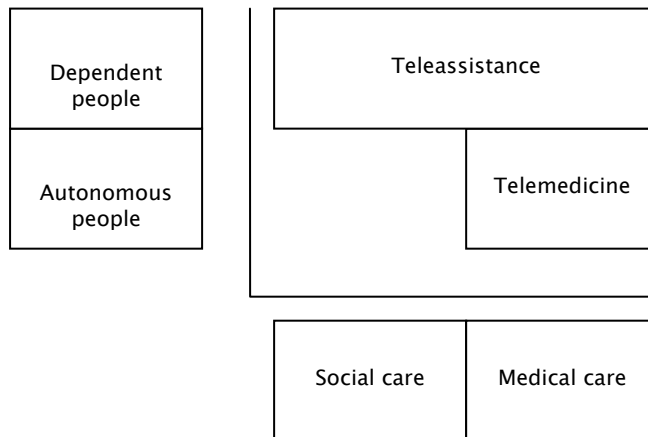 Dependent
people
Teleassistance
Autonomous
people
Telemedicine
Social care
Medical care